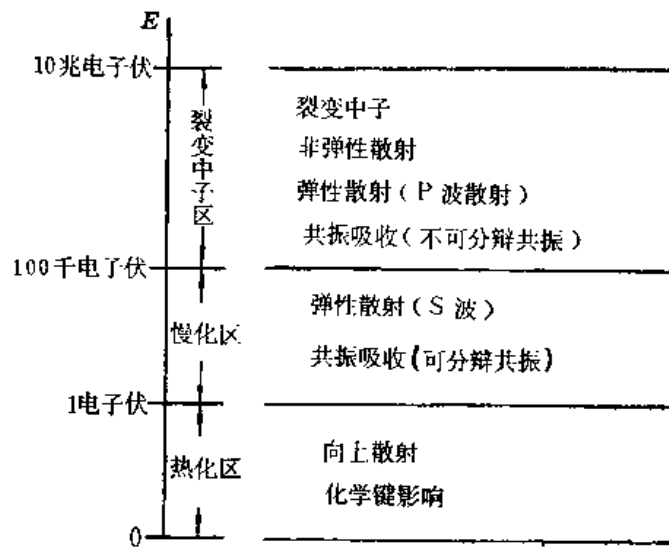 E
10兆电子伏
裂变中子区
裂变中子
非弹性散射
弹性散射(P波散射)
共振吸收(不可分辩共振)
100千电子伏
慢化区
弹性散射(S波)
共振吸收(可分辩共振)
1电子伏
热化区
向上散射
化学键影响
0